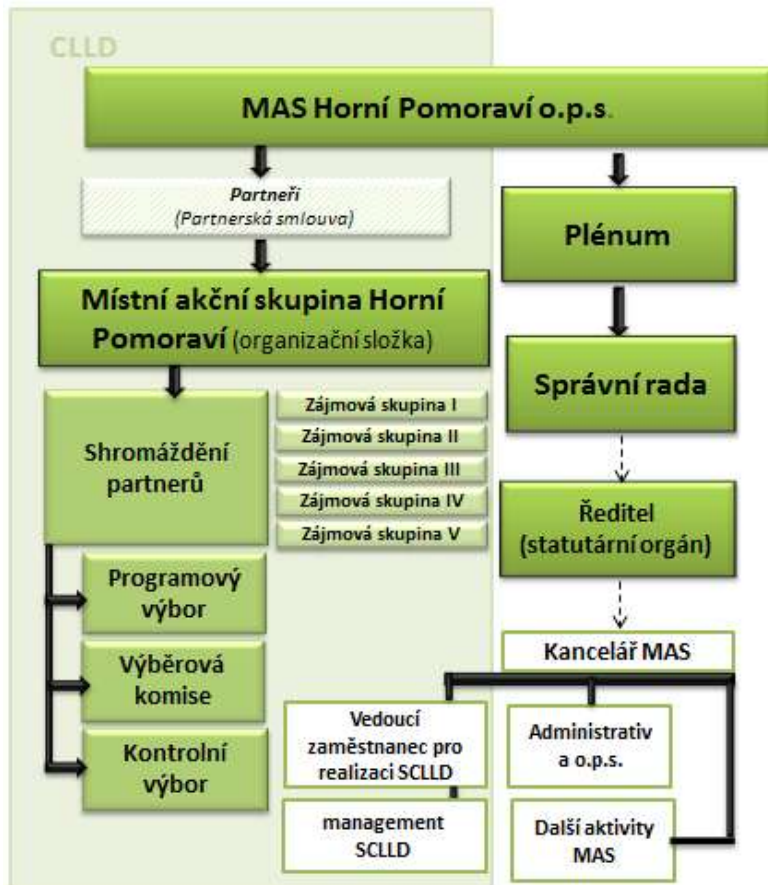 CLLD
MAS Horní Pomoraví o.p.s.
Partneři
(Partnerská smlouva)
Místní akční skupina Horní
Pomoraví (organizační složka)
Shromáždění
partnerů
Zájmová skupina I
Zájmová skupina II
Zájmová skupina III
Zájmová skupina IV
Zájmová skupina V
Programový
výbor
Výběrová
komise
Kontrolní
výbor
Plénum
Správní rada
Ředitel
(statutární orgán)
Kancelář MAS
Vedoucí
zaměstnanec pro
realizaci SCLLD
management
SCLLD
Administrativ
a o.p.s.
Další aktivity
MAS